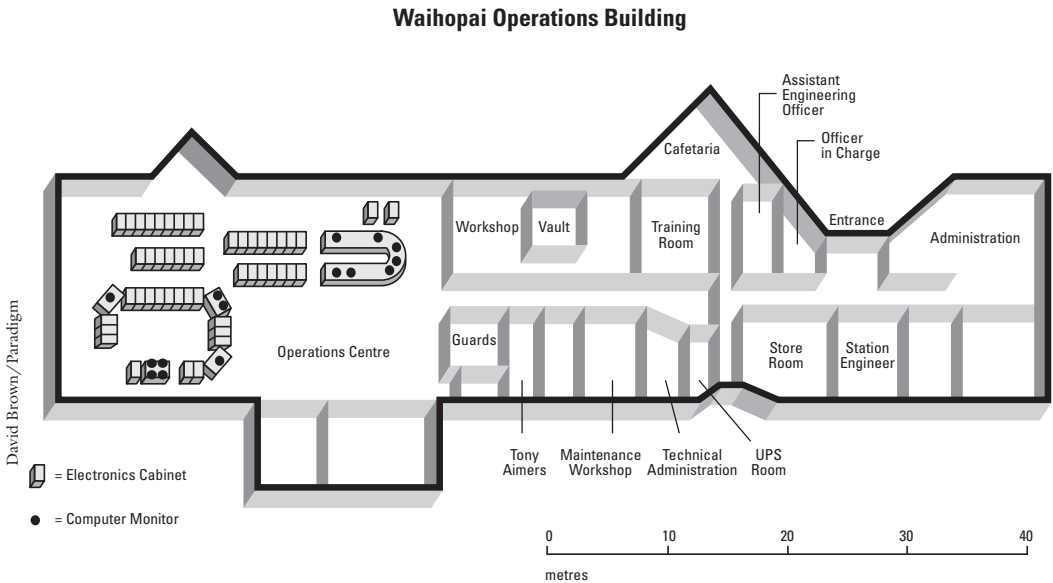 Waihopai Operations Building
Assistant
Engineering
Officer
Officer
in Charge
Cafetaria
Entrance
Administration
Workshop
Vault
Training
Room
Operations Centre
Guards
Store
Room
Station
Engineer
Tony
Aimers
Maintenance
Workshop
Technical
Administration
UPS
Room
David Brown/Paradigm
= Electronics Cabinet
= Computer Monitor
0 10 20 30 40
metres